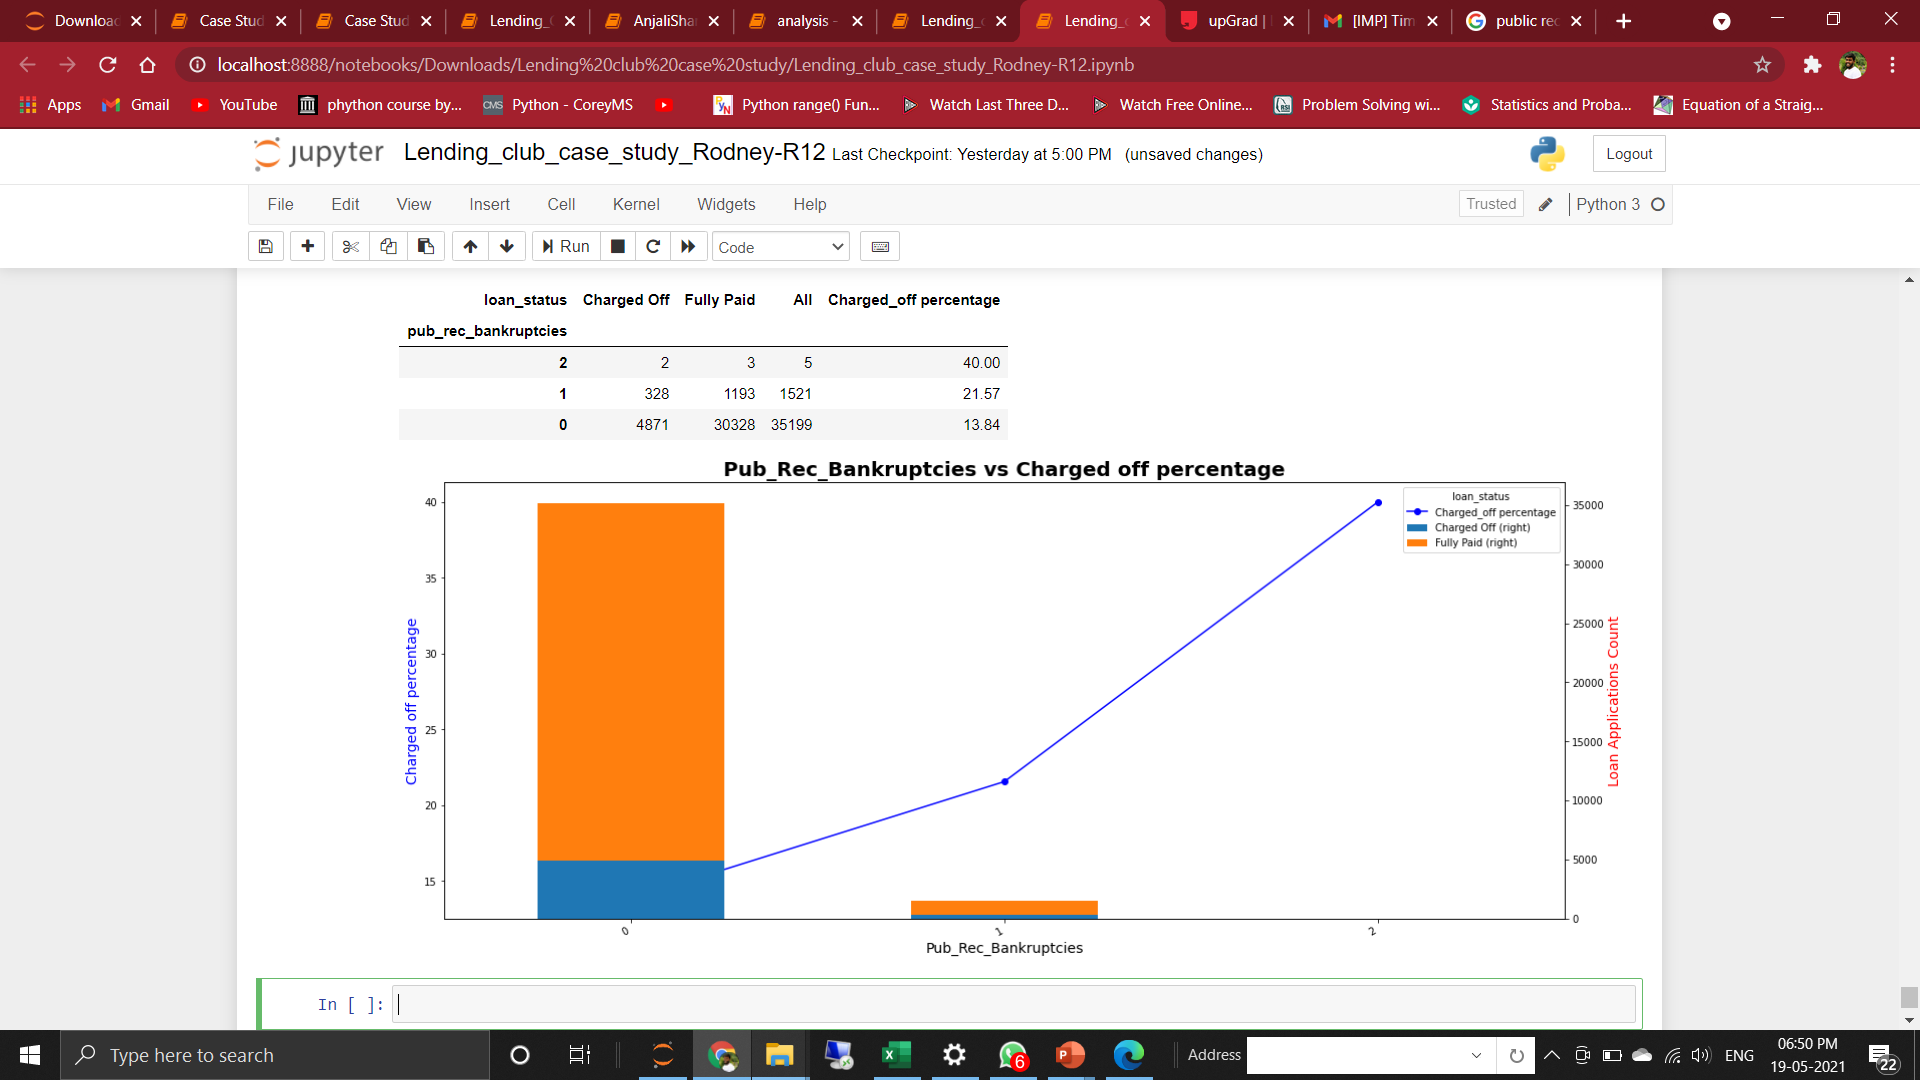 Downloac Case Stud Case Stud Lending_ AnjaliShar analysis - Lending_c Lending_c upGrad | [IMP] Tim public rec
localhost:8888/notebooks/Downloads/Lending%20club%20case%20study/Lending_club_case_study_Rodney-R12.ipynb
Apps Gmail YouTube phython course by... CMS Python - CoreyMS Python range() Fun... Watch Last Three D... Watch Free Online... Problem Solving wi... Statistics and Proba... Equation of a Straig...
jupyter Lending_club_case_study_Rodney-R12 Last Checkpoint: Yesterday at 5:00 PM (unsaved changes) Logout
File Edit View Insert Cell Kernel Widgets Help Trusted Python 3
Run Code
loan_status Charged Off Fully Paid All Charged_off percentage
pub_rec_bankruptcies
2 2 3 5 40.00
1 328 1193 1521 21.57
0 4871 30328 35199 13.84
Pub_Rec_Bankruptcies vs Charged off percentage
loan_status
Charged_off percentage
Charged Off (right)
Fully Paid (right)
40
35
30
25
20
15
Charged off percentage
35000
30000
25000
20000
15000
10000
5000
0
Loan Applications Count
0 1 2
Pub_Rec_Bankruptcies
In [ ]:
Type here to search 6 Address ENG 06:50 PM
19-05-2021 22